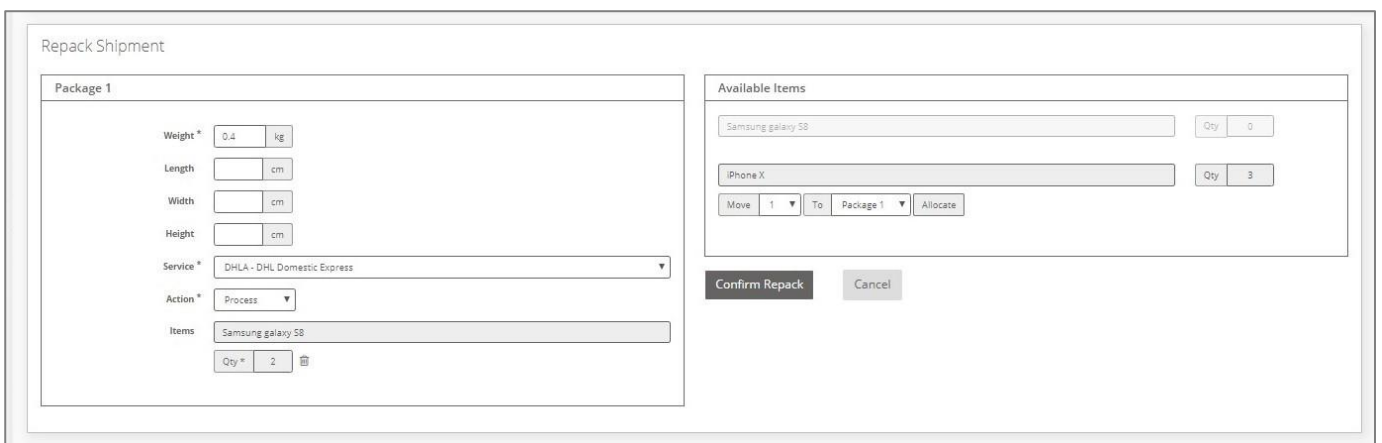 Repack Shipment
Package 1
Weight *
0.4
kg
Length
cm
Width
cm
Height
cm
Service *
DHLA - DHL Domestic Express
Action *
Process
Items
Samsung galaxy S8
Qty *
2
Available Items
Samsung galaxy S8
Qty
0
iPhone X
Qty
3
Move
1
To
Package 1
Allocate
Confirm Repack
Cancel